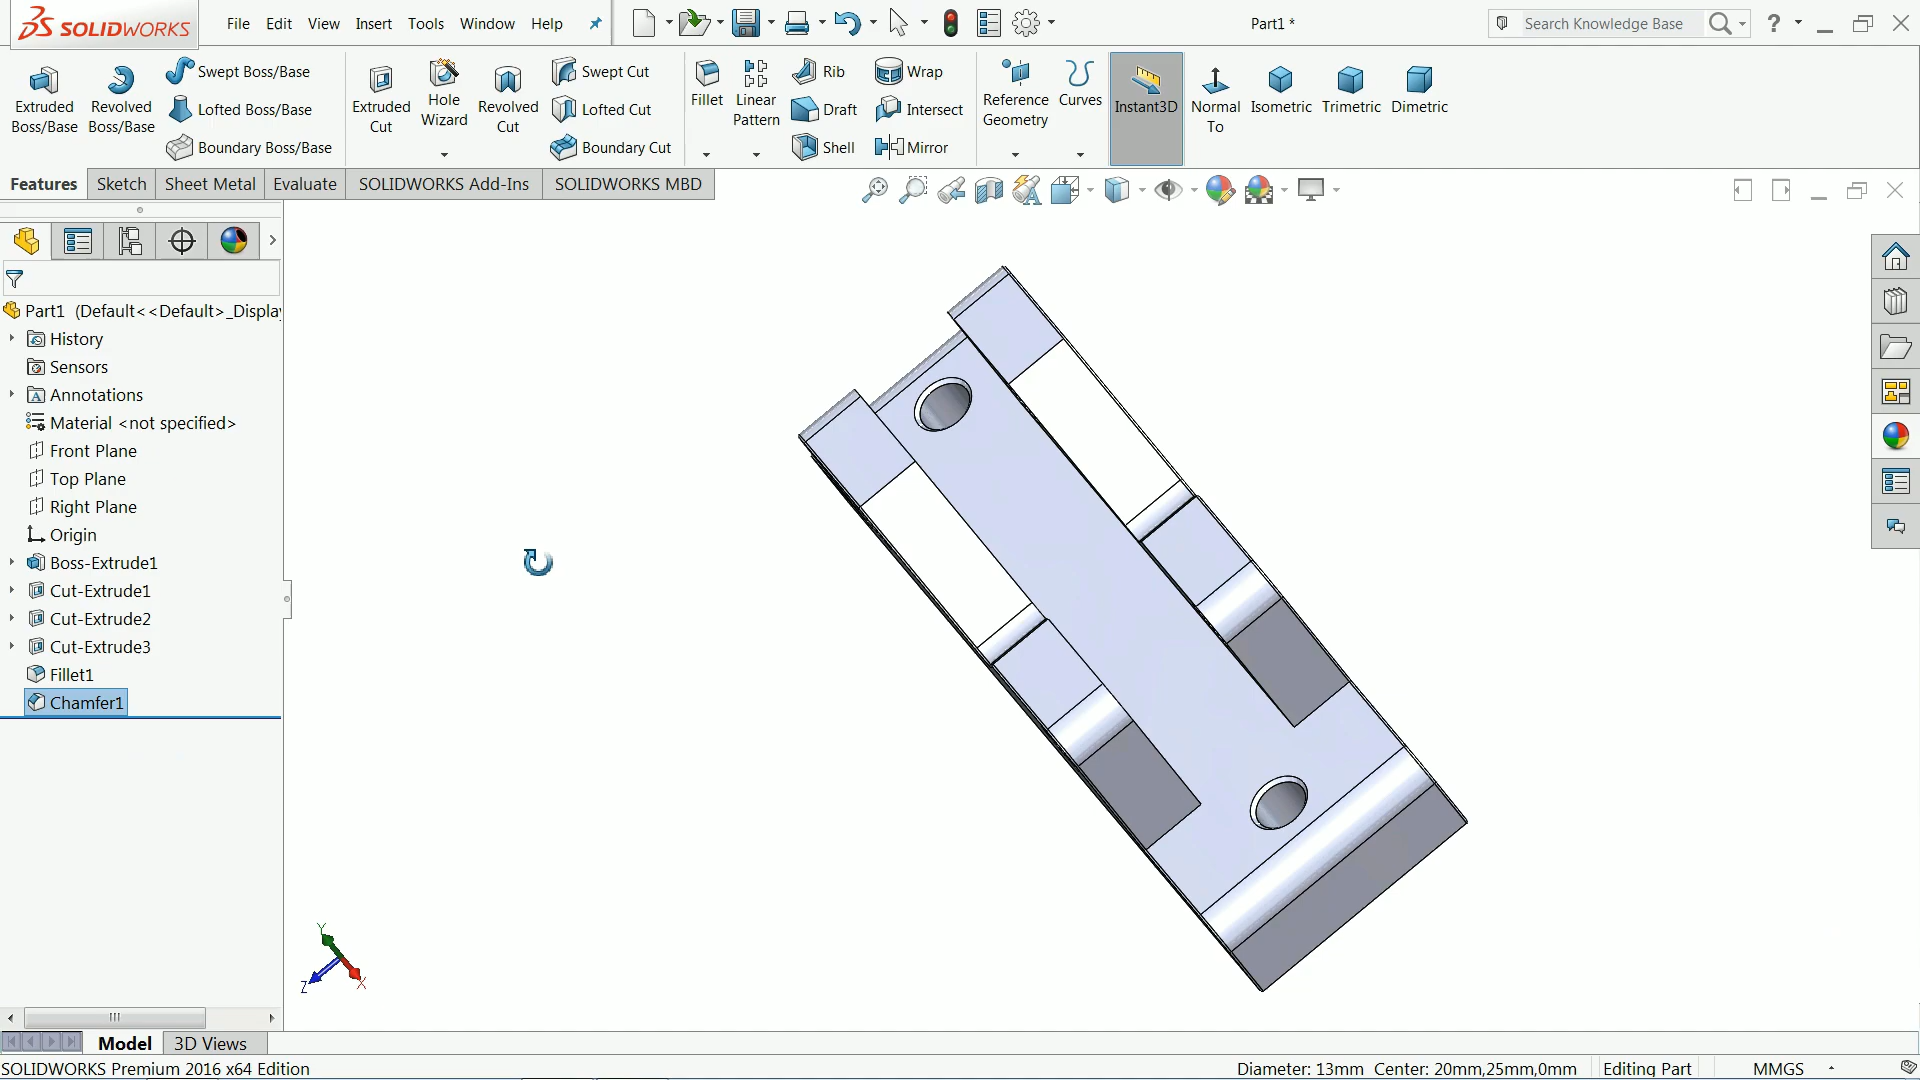 SOLIDWORKS File Edit View Insert Tools Window Help Part1 * Search Knowledge Base ?
Extruded Boss/Base
Revolved Boss/Base
Swept Boss/Base
Lofted Boss/Base
Boundary Boss/Base
Extruded Cut
Hole Wizard
Revolved Cut
Swept Cut
Lofted Cut
Boundary Cut
Fillet
Linear Pattern
Rib
Draft
Shell
Wrap
Intersect
Mirror
Reference Geometry
Curves
Instant3D
Normal To
Isometric
Trimetric
Dimetric
Features Sketch Sheet Metal Evaluate SOLIDWORKS Add-Ins SOLIDWORKS MBD
Part1 (Default<<Default>_Displa
History
Sensors
Annotations
Material <not specified>
Front Plane
Top Plane
Right Plane
Origin
Boss-Extrude1
Cut-Extrude1
Cut-Extrude2
Cut-Extrude3
Fillet1
Chamfer1
Y
Z
X
Model 3D Views
SOLIDWORKS Premium 2016 x64 Edition Diameter: 13mm Center: 20mm,25mm,0mm Editing Part MMGS